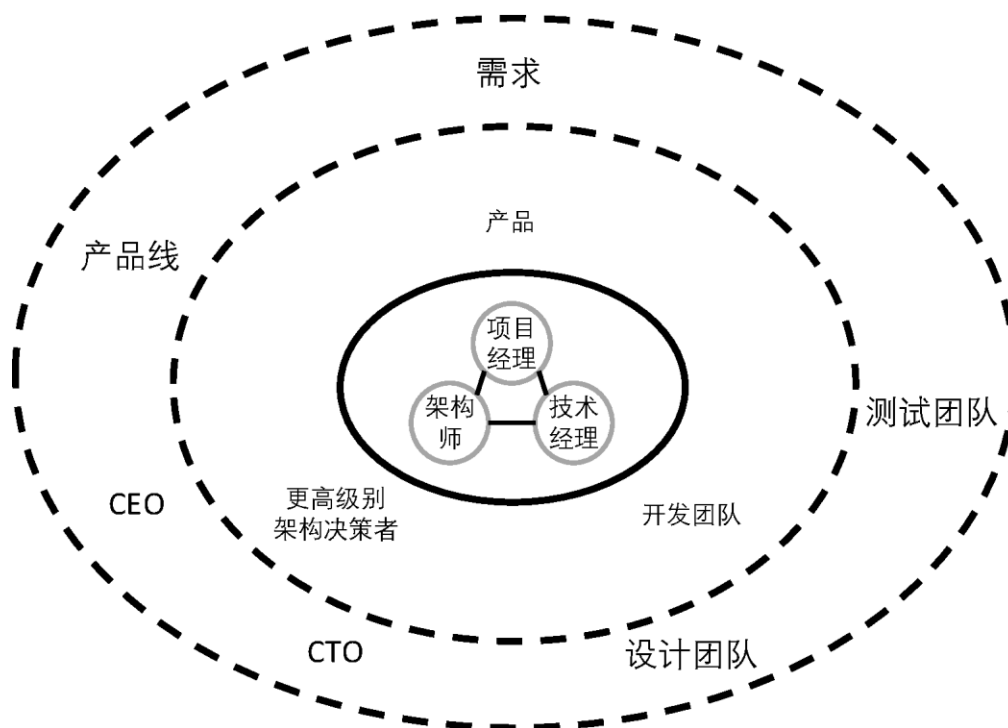 需求
产品线
产品
项目
经理
架构
师
技术
经理
测试团队
更高级别
架构决策者
开发团队
CEO
CTO
设计团队